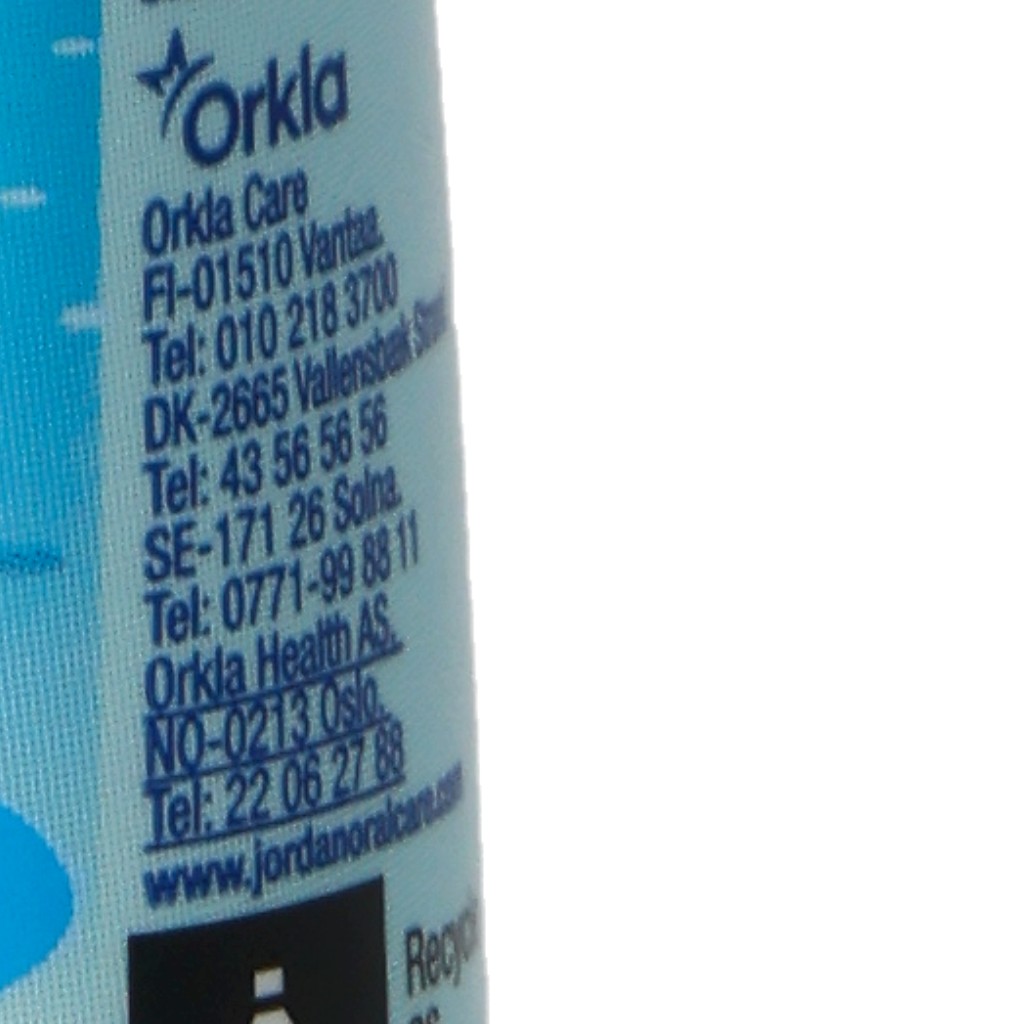 Orkla
Orkla Care
FI-01510 Vantaa.
Tel: 010 218 3700
DK-2665 Vallensbæk
Tel: 43 56 56 56
SE-171 26 Solna.
Tel: 0771-99 88 11
Orkla Health AS.
NO-0213 Oslo.
Tel: 22 06 27 88
www.jordanoralcare.com